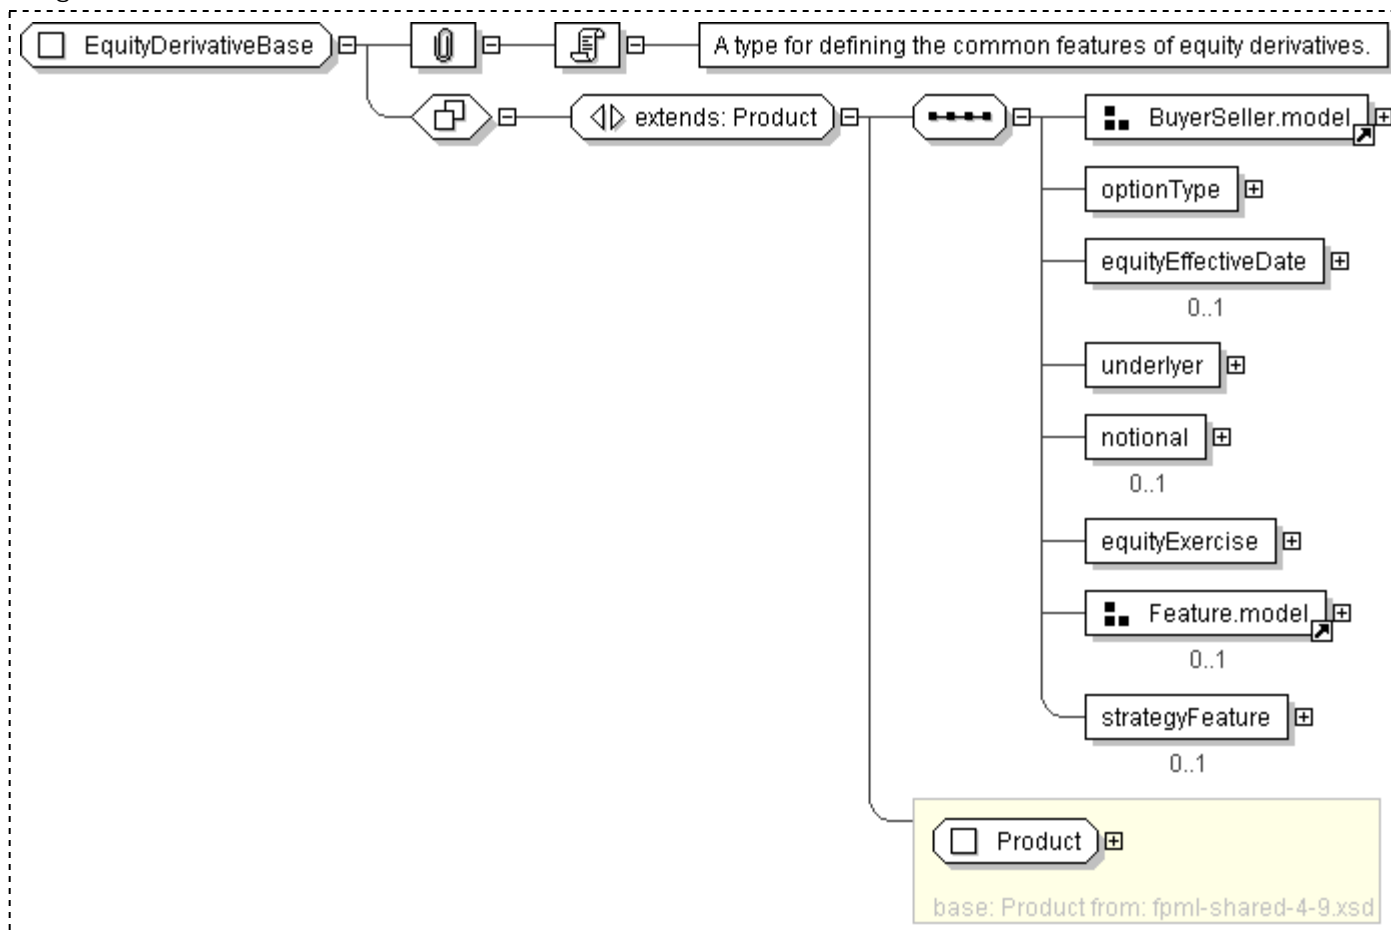 EquityDerivativeBase
A type for defining the common features of equity derivatives.
extends: Product
BuyerSeller.model
optionType
equityEffectiveDate
0..1
underlyer
notional
0..1
equityExercise
Feature.model
0..1
strategyFeature
0..1
Product
base: Product from: fpml-shared-4-9.xsd